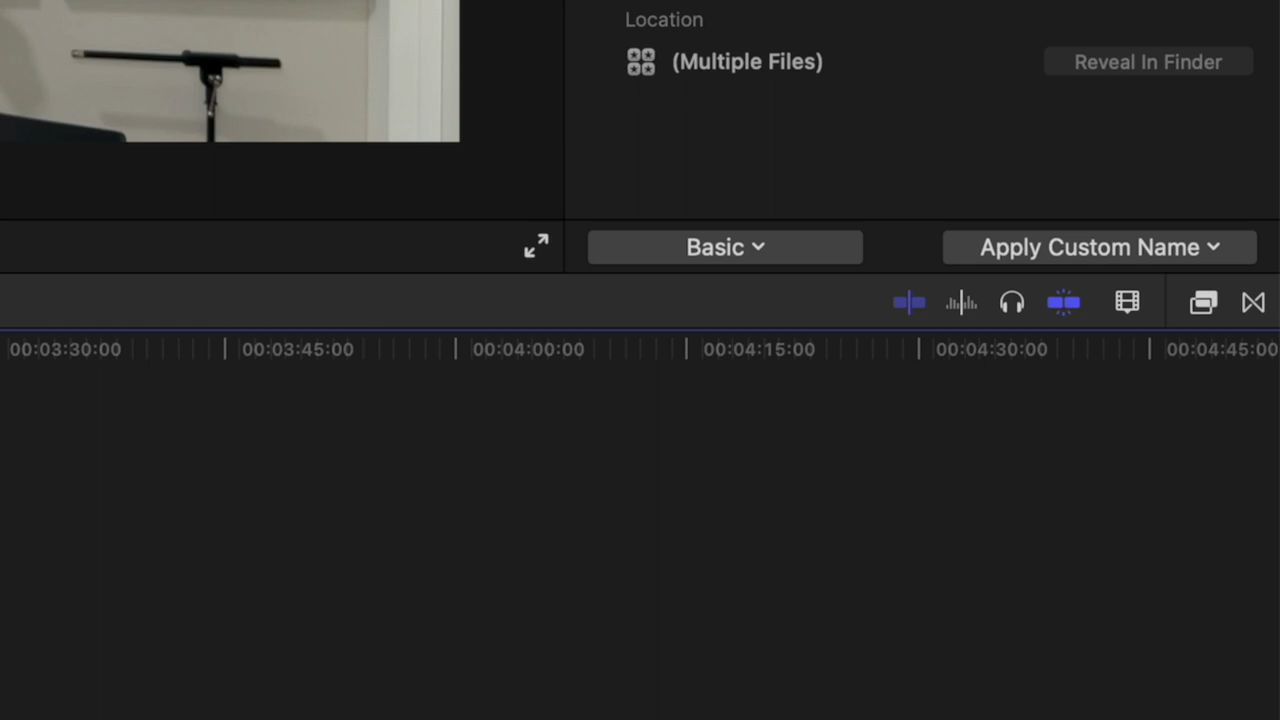 Location
(Multiple Files)
Reveal In Finder
Basic
Apply Custom Name
00:03:30:00
00:03:45:00
00:04:00:00
00:04:15:00
00:04:30:00
00:04:45:00